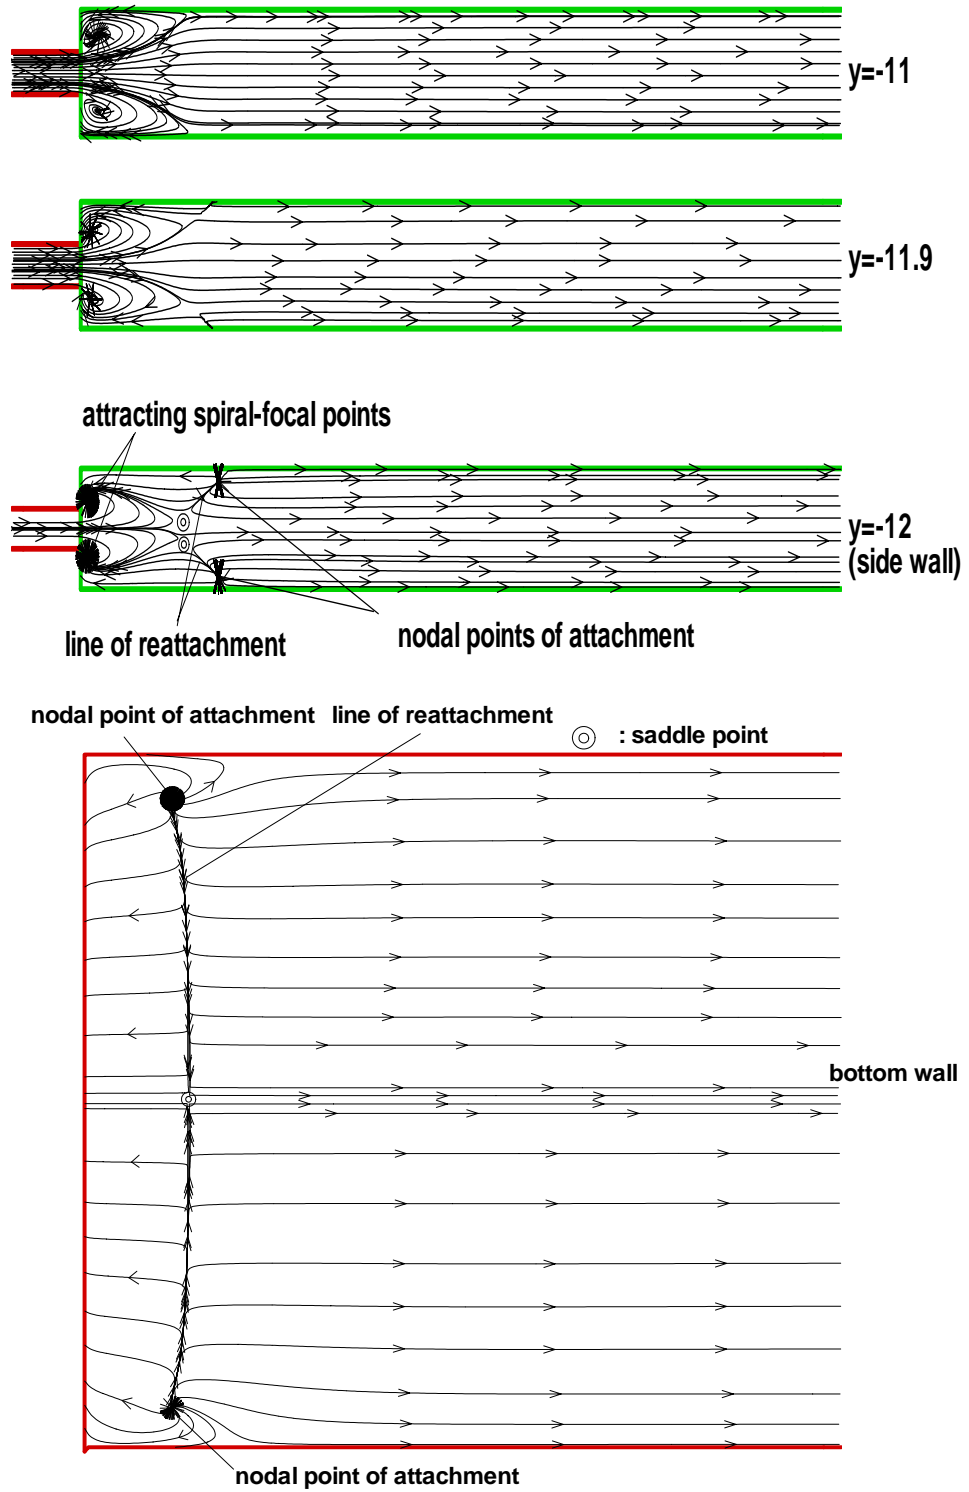 y=-11
y=-11.9
attracting spiral-focal points
y=-12
(side wall)
line of reattachment
nodal points of attachment
nodal point of attachment
line of reattachment
: saddle point
bottom wall
nodal point of attachment